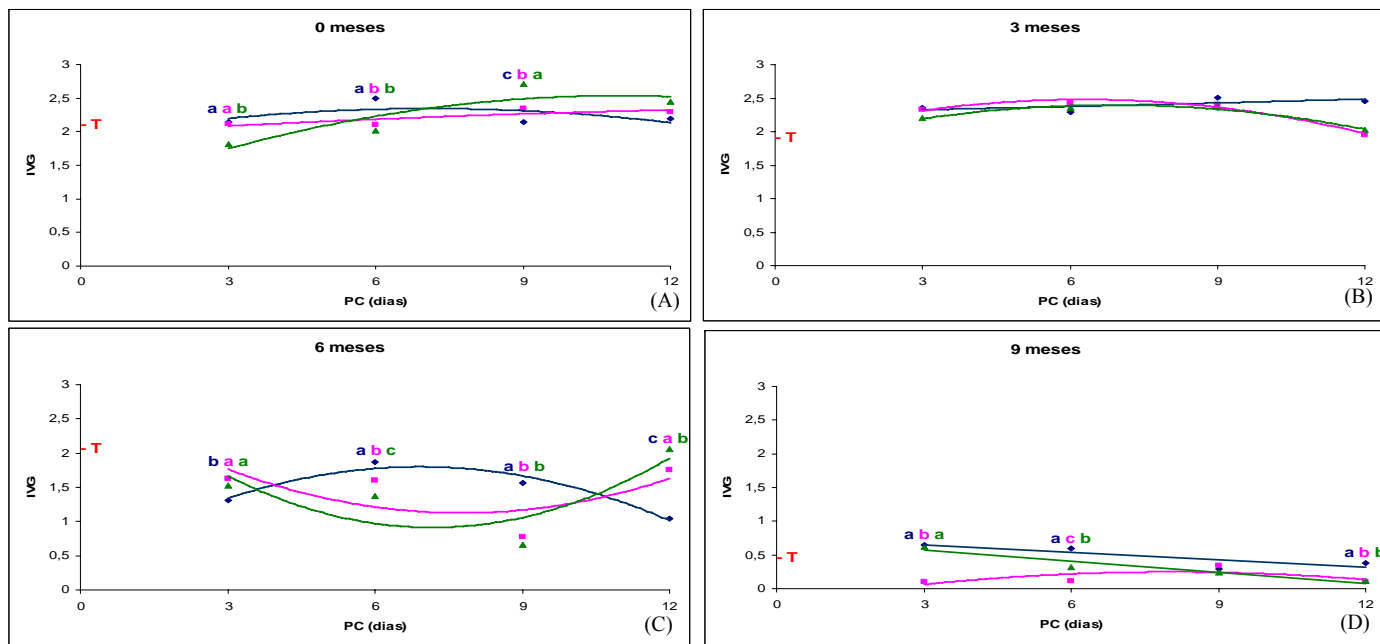 0 meses
3
2,5
2
1,5
1
0,5
0
IVG
- T
a a b
a b b
c b a
0 3 6 9 12
PC (dias)
(A)
3 meses
3
2,5
2
1,5
1
0,5
0
IVG
- T
0 3 6 9 12
PC (dias)
(B)
6 meses
3
2,5
2
1,5
1
0,5
0
IVG
- T
b a a
a b c
a b b
c a b
0 3 6 9 12
PC (dias)
(C)
9 meses
3
2,5
2
1,5
1
0,5
0
IVG
- T
a b a
a c b
a b b
0 3 6 9 12
PC (dias)
(D)